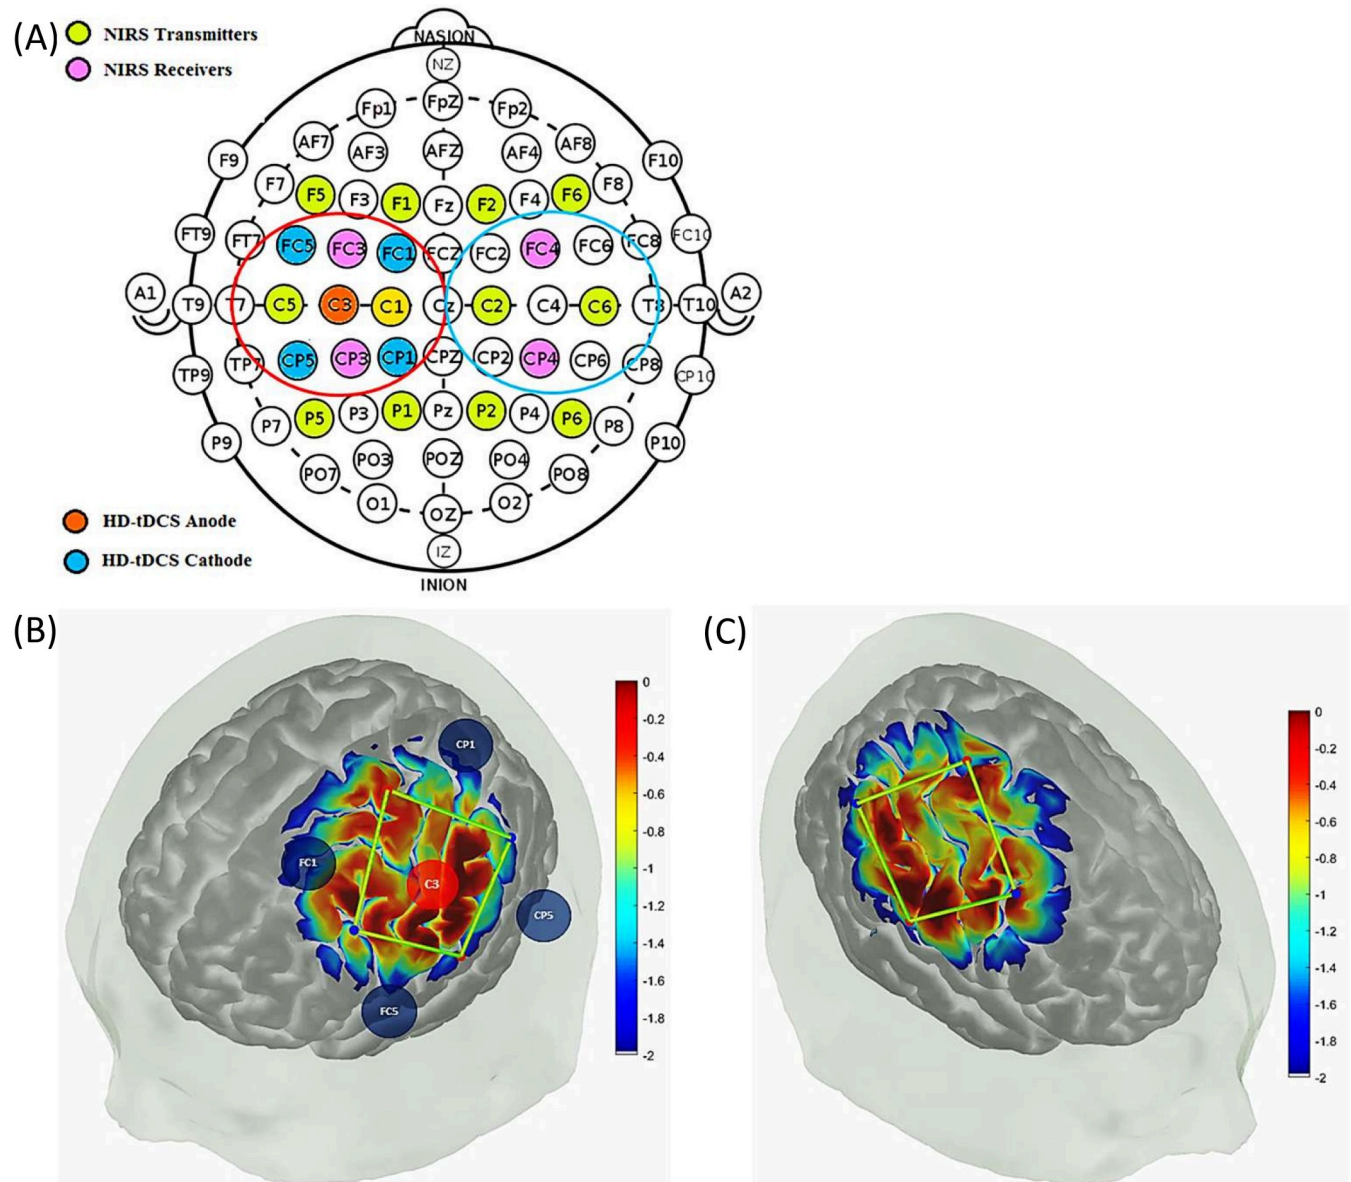 (A)
NIRS Transmitters
NIRS Receivers
NASION
NZ
Fp1 FpZ Fp2
AF7 AF3 AFZ AF4 AF8
F9 F10
F7 F5 F3 F1 Fz F2 F4 F6 F8
FT9 FT7 FC5 FC3 FC1 FCZ FC2 FC4 FC6 FC8 FC10
A1 T9 T7 C5 C3 C1 Cz C2 C4 C6 T8 T10 A2
TP9 TP7 CP5 CP3 CP1 CPZ CP2 CP4 CP6 CP8 CP10
P9 P7 P5 P3 P1 Pz P2 P4 P6 P8 P10
PO7 PO3 POZ PO4 PO8
O1 OZ O2
IZ
INION
HD-tDCS Anode
HD-tDCS Cathode
(B)
CP1
FC1
C3
CP5
FC5
0
-0.2
-0.4
-0.6
-0.8
-1
-1.2
-1.4
-1.6
-1.8
-2
(C)
0
-0.2
-0.4
-0.6
-0.8
-1
-1.2
-1.4
-1.6
-1.8
-2